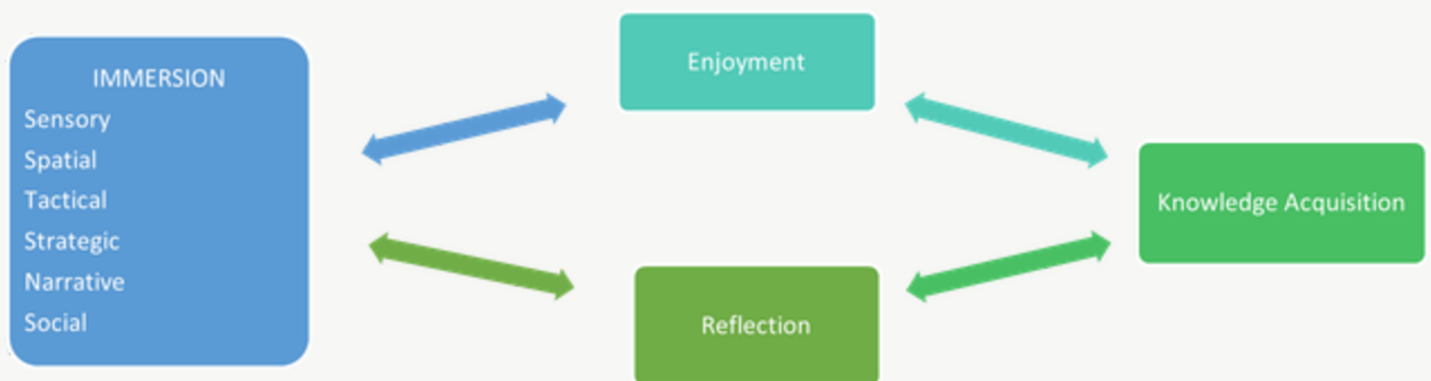 IMMERSION
Sensory
Spatial
Tactical
Strategic
Narrative
Social
Enjoyment
Reflection
Knowledge Acquisition